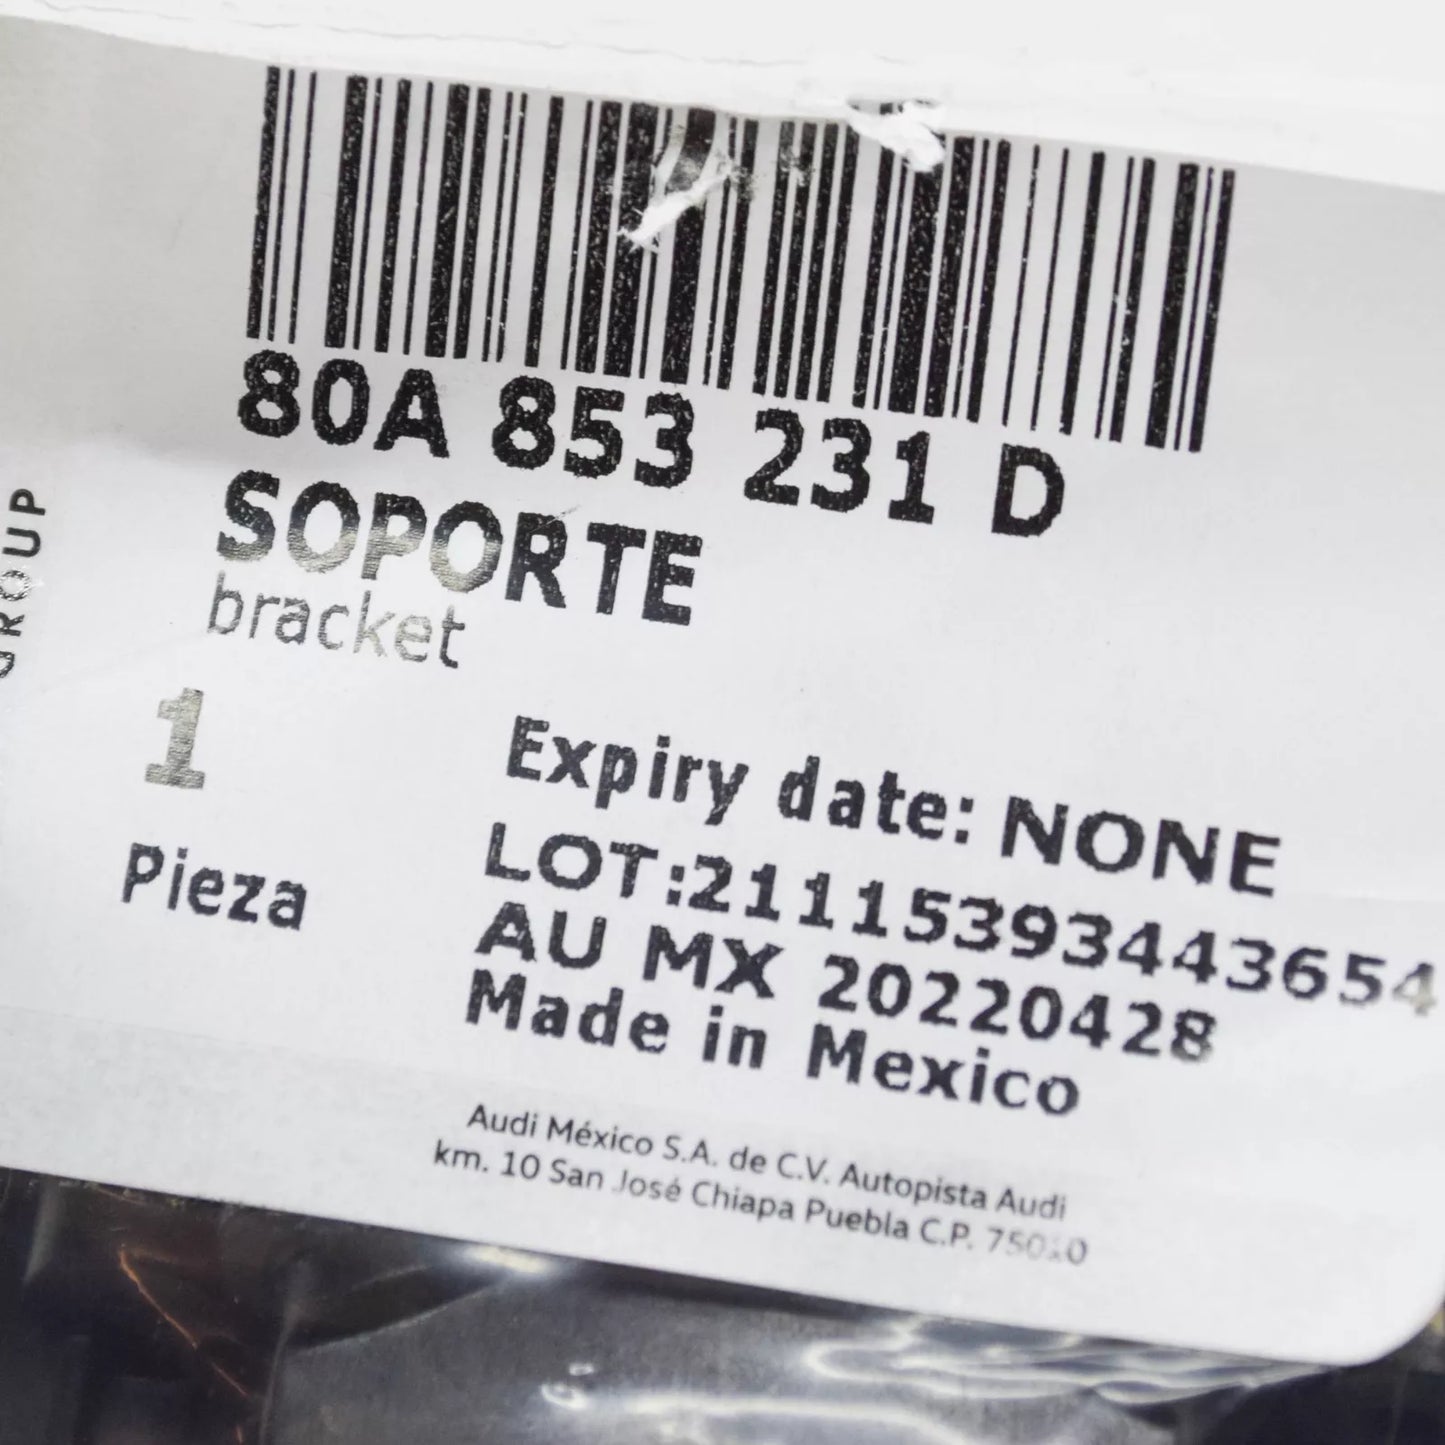 80A 853 231 D
SOPORTE
bracket
1
Pieza
Expiry date: NONE
LOT:21115393443654
AU MX 20220428
Made in Mexico
Audi México S.A. de C.V. Autopista Audi
km. 10 San José Chiapa Puebla C.P. 75010
GROUP